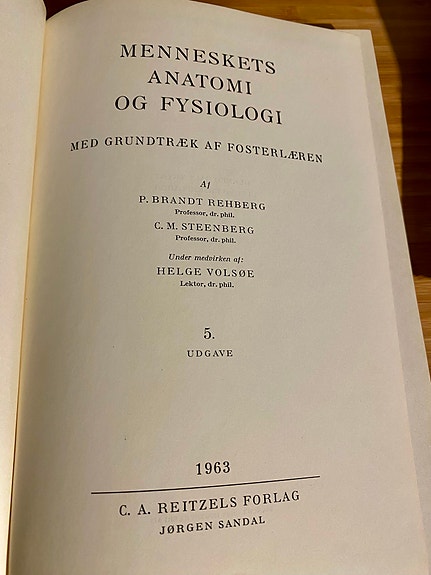 MENNESKETS
ANATOMI
OG FYSIOLOGI
MED GRUNDTRÆK AF FOSTERLÆREN
Af
P. BRANDT REHBERG
Professor, dr. phil.
C. M. STEENBERG
Professor, dr. phil.
Under medvirken af:
HELGE VOLSØE
Lektor, dr. phil.
5.
UDGAVE
1963
C. A. REITZELS FORLAG
JØRGEN SANDAL